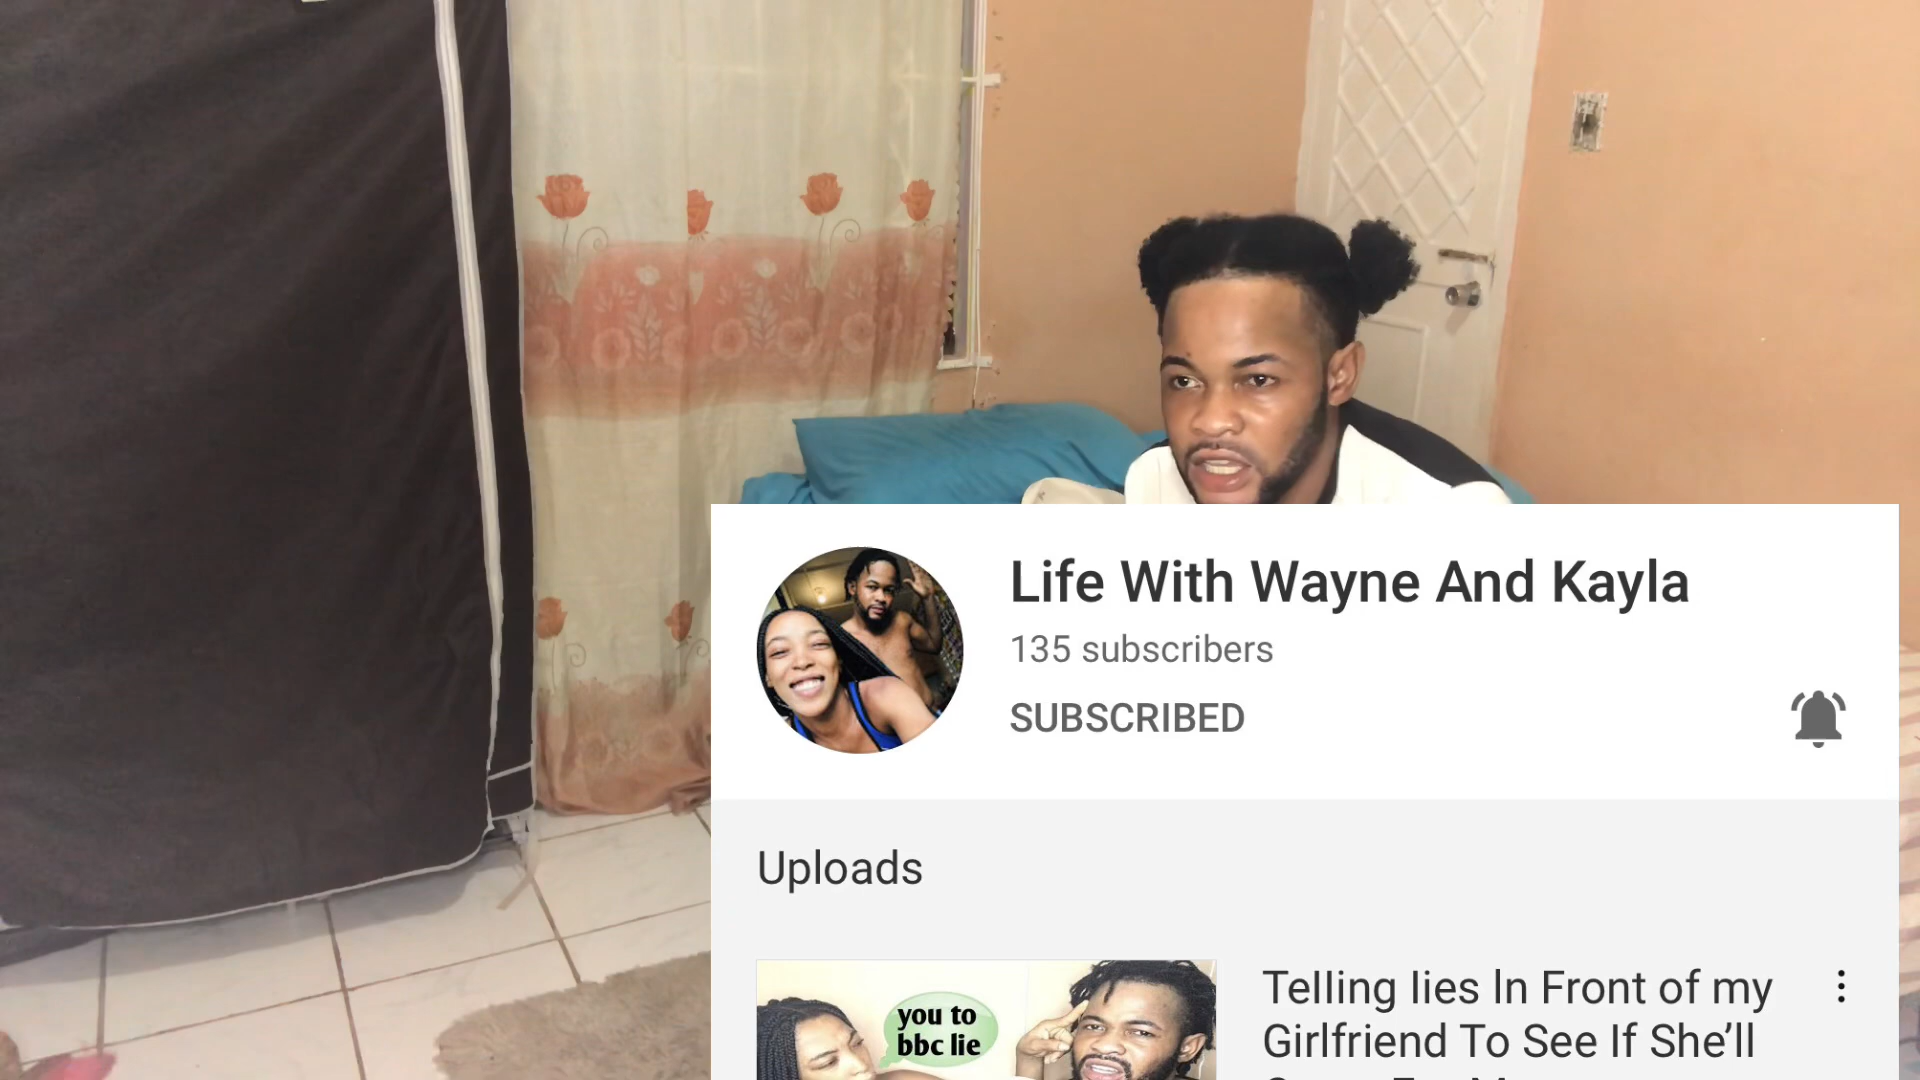 Life With Wayne And Kayla
135 subscribers
SUBSCRIBED
Uploads
you to
bbc lie
Telling lies In Front of my
Girlfriend To See If She’ll